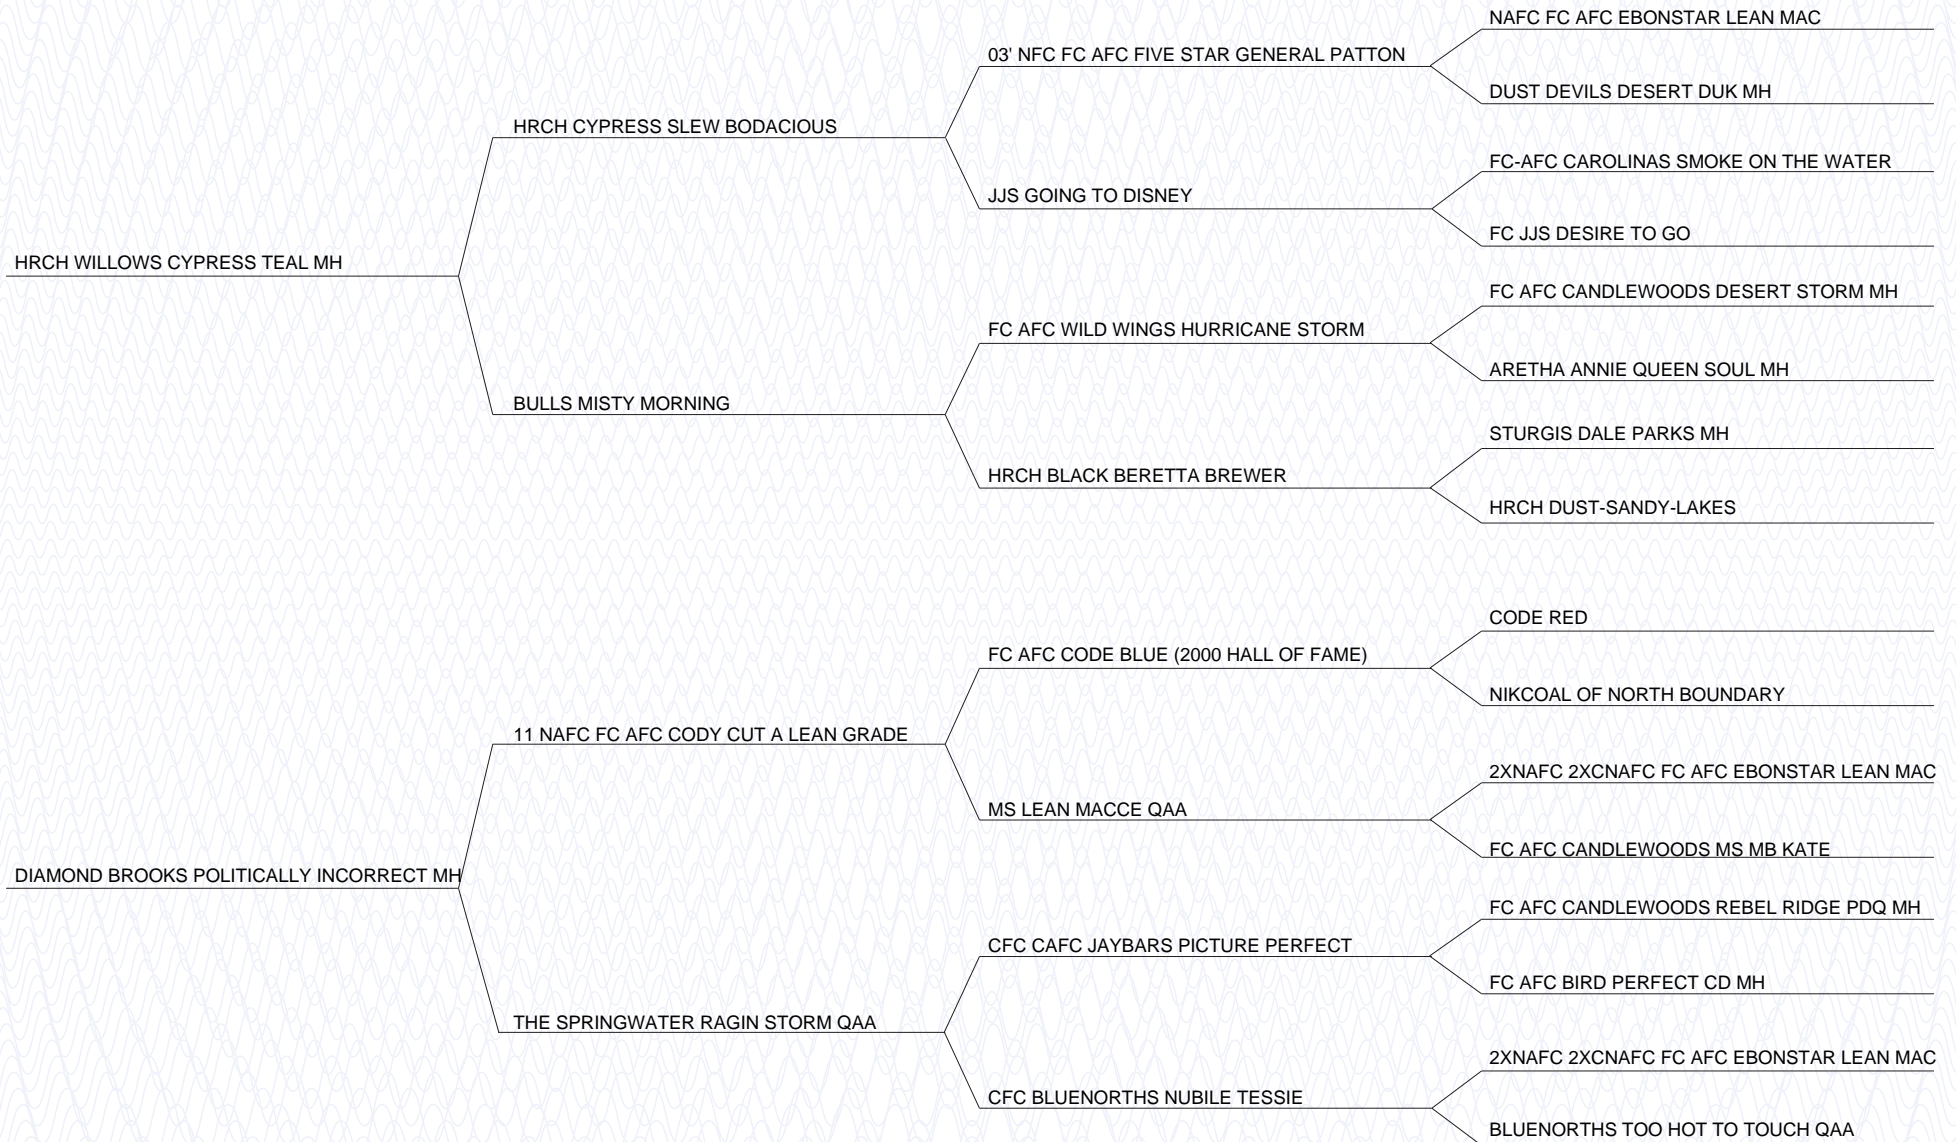 NAFC FC AFC EBONSTAR LEAN MAC
03' NFC FC AFC FIVE STAR GENERAL PATTON
DUST DEVILS DESERT DUK MH
HRCH CYPRESS SLEW BODACIOUS
FC-AFC CAROLINAS SMOKE ON THE WATER
JJS GOING TO DISNEY
FC JJS DESIRE TO GO
HRCH WILLOWS CYPRESS TEAL MH
FC AFC CANDLEWOODS DESERT STORM MH
FC AFC WILD WINGS HURRICANE STORM
ARETHA ANNIE QUEEN SOUL MH
BULLS MISTY MORNING
STURGIS DALE PARKS MH
HRCH BLACK BERETTA BREWER
HRCH DUST-SANDY-LAKES
CODE RED
FC AFC CODE BLUE (2000 HALL OF FAME)
NIKCOAL OF NORTH BOUNDARY
11 NAFC FC AFC CODY CUT A LEAN GRADE
2XNAFC 2XCNAFC FC AFC EBONSTAR LEAN MAC
MS LEAN MACCE QAA
FC AFC CANDLEWOODS MS MB KATE
DIAMOND BROOKS POLITICALLY INCORRECT MH
FC AFC CANDLEWOODS REBEL RIDGE PDQ MH
CFC CAFC JAYBARS PICTURE PERFECT
FC AFC BIRD PERFECT CD MH
THE SPRINGWATER RAGIN STORM QAA
2XNAFC 2XCNAFC FC AFC EBONSTAR LEAN MAC
CFC BLUENORTHS NUBILE TESSIE
BLUENORTHS TOO HOT TO TOUCH QAA